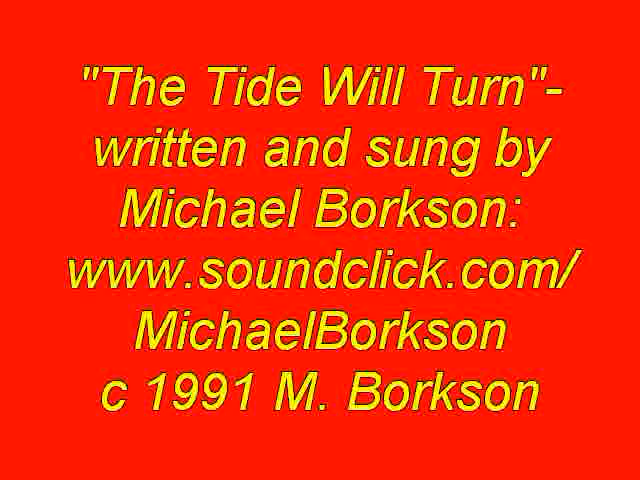 "The Tide Will Turn"-
written and sung by
Michael Borkson:
www.soundclick.com/
MichaelBorkson
c 1991 M. Borkson